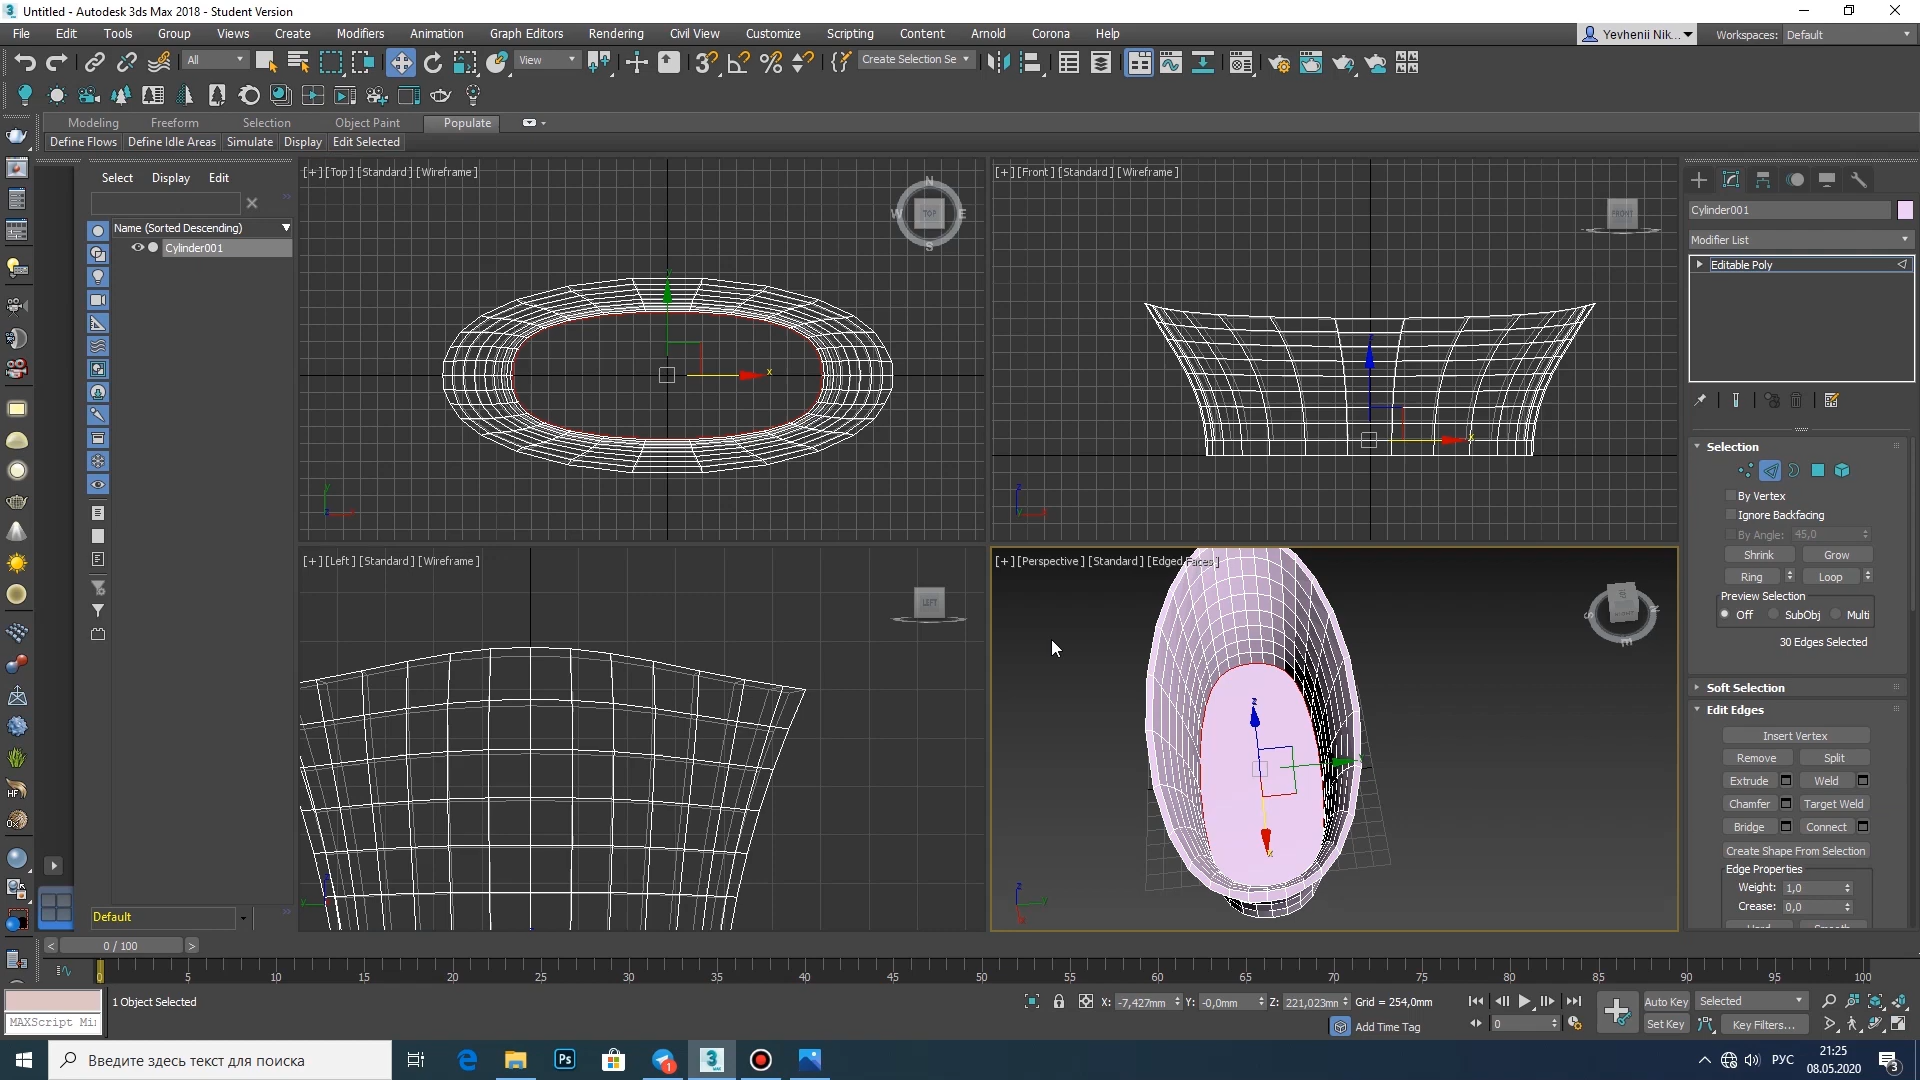 Untitled - Autodesk 3ds Max 2018 - Student Version
File Edit Tools Group Views Create Modifiers Animation Graph Editors Rendering Civil View Customize Scripting Content Arnold Corona Help
Yevhenii Nik... Workspaces: Default
All View Create Selection Se
Modeling Freeform Selection Object Paint Populate
Define Flows Define Idle Areas Simulate Display Edit Selected
Select Display Edit
Name (Sorted Descending)
Cylinder001
Default
[+] [Top] [Standard] [Wireframe]
N
W TOP E
S
x
y
z
[+] [Front] [Standard] [Wireframe]
FRONT
x
z
[+] [Left] [Standard] [Wireframe]
LEFT
[+] [Perspective] [Standard] [Edged Faces]
z
x
Cylinder001
Modifier List
Editable Poly
Selection
By Vertex
Ignore Backfacing
By Angle: 45,0
Shrink Grow
Ring Loop
Preview Selection
Off SubObj Multi
30 Edges Selected
Soft Selection
Edit Edges
Insert Vertex
Remove Split
Extrude Weld
Chamfer Target Weld
Bridge Connect
Create Shape From Selection
Edge Properties
Weight: 1,0
Crease: 0,0
Hard Smooth
< 0 / 100 >
0 5 10 15 20 25 30 35 40 45 50 55 60 65 70 75 80 85 90 95 100
1 Object Selected
X: -7,427mm Y: -0,0mm Z: 221,023mm Grid = 254,0mm
Auto Key Selected
MAXScript Mi
Add Time Tag
0
Set Key Key Filters...
Введите здесь текст для поиска
Ps
3
1
РУС
21:25
08.05.2020
3